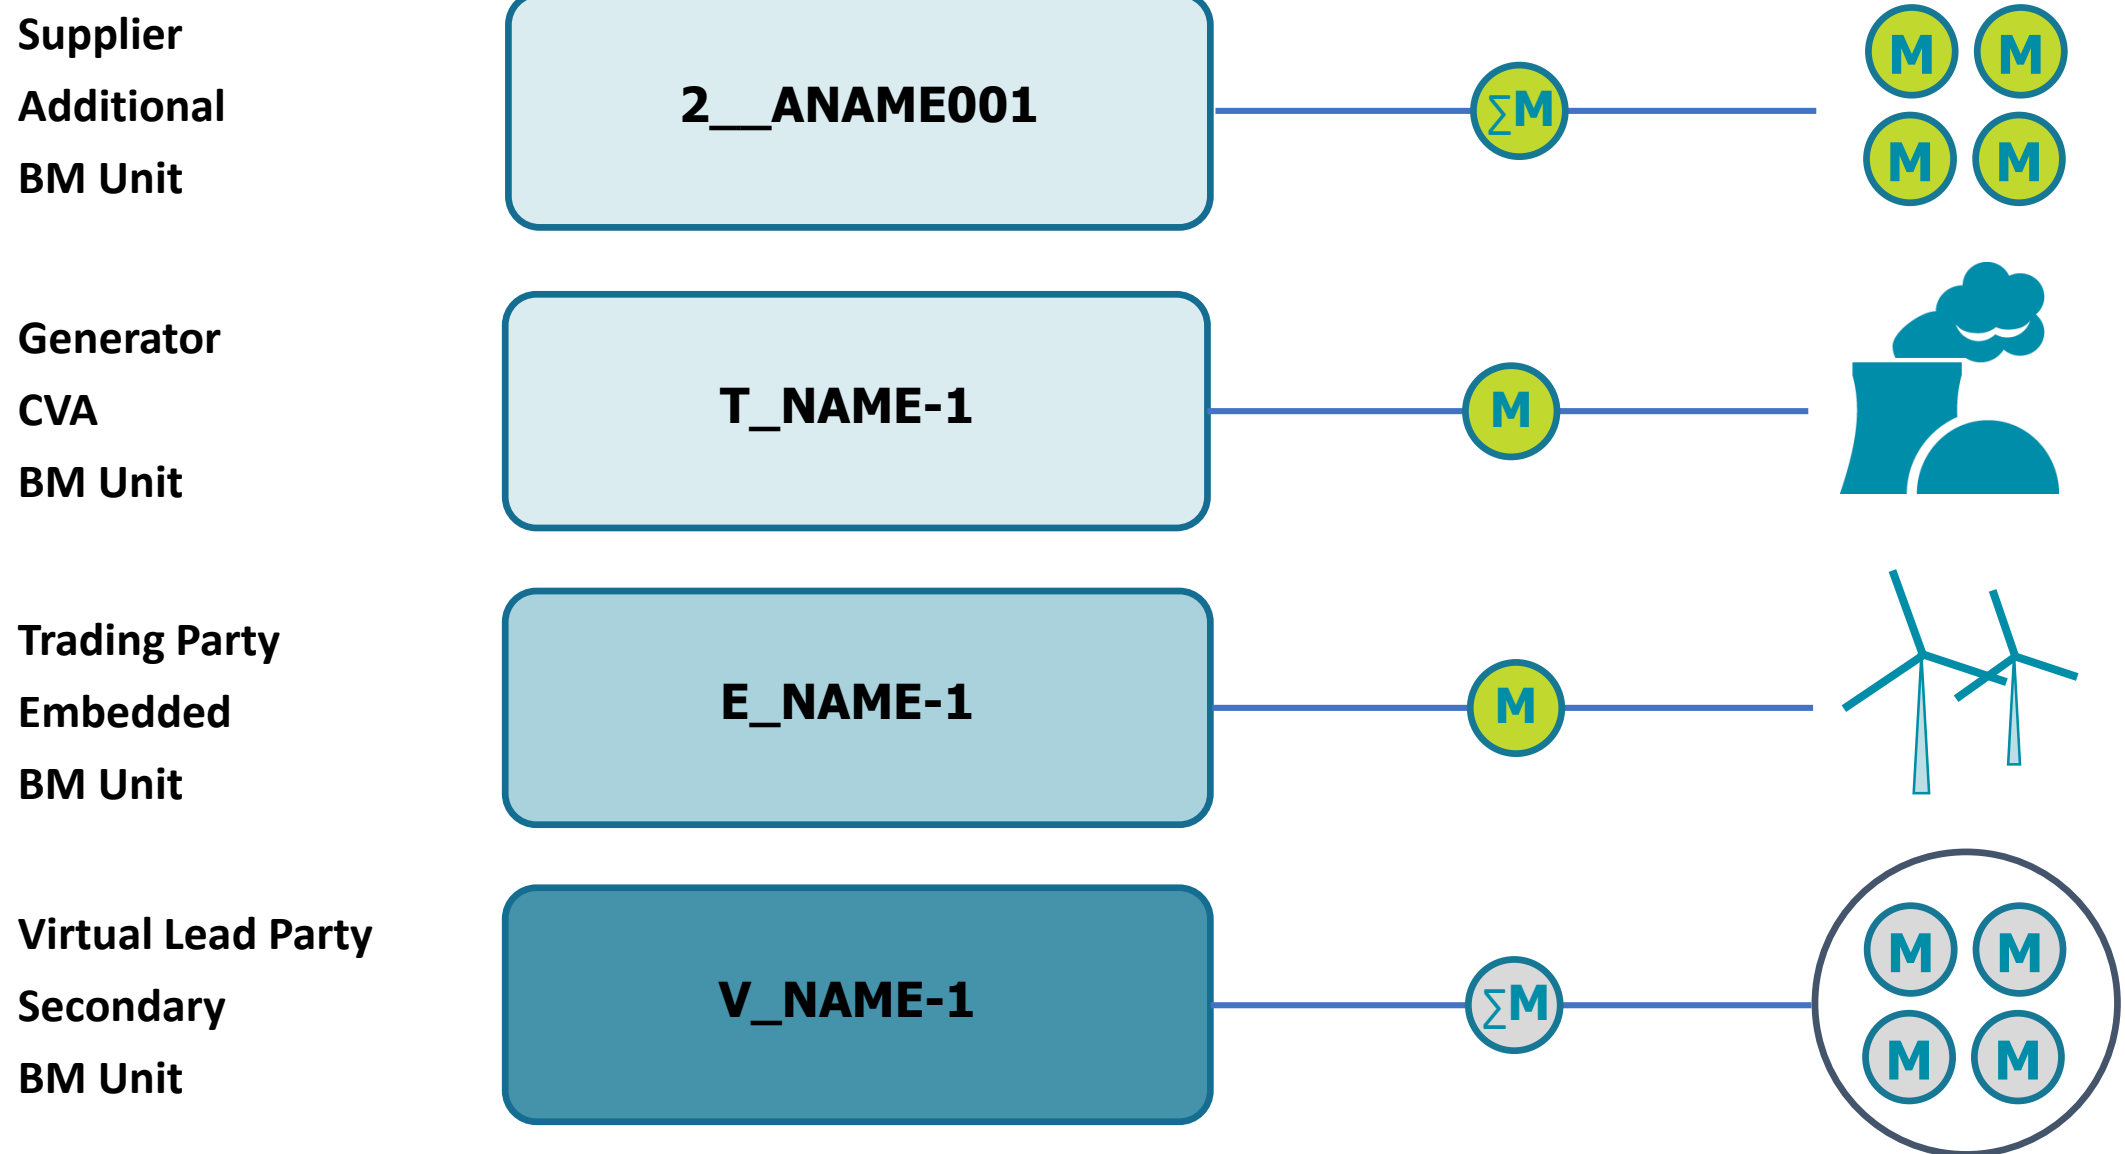 Supplier
Additional
BM Unit
2__ANAME001
∑M
M M
M M
Generator
CVA
BM Unit
T_NAME-1
M
Trading Party
Embedded
BM Unit
E_NAME-1
M
Virtual Lead Party
Secondary
BM Unit
V_NAME-1
∑M
M M
M M